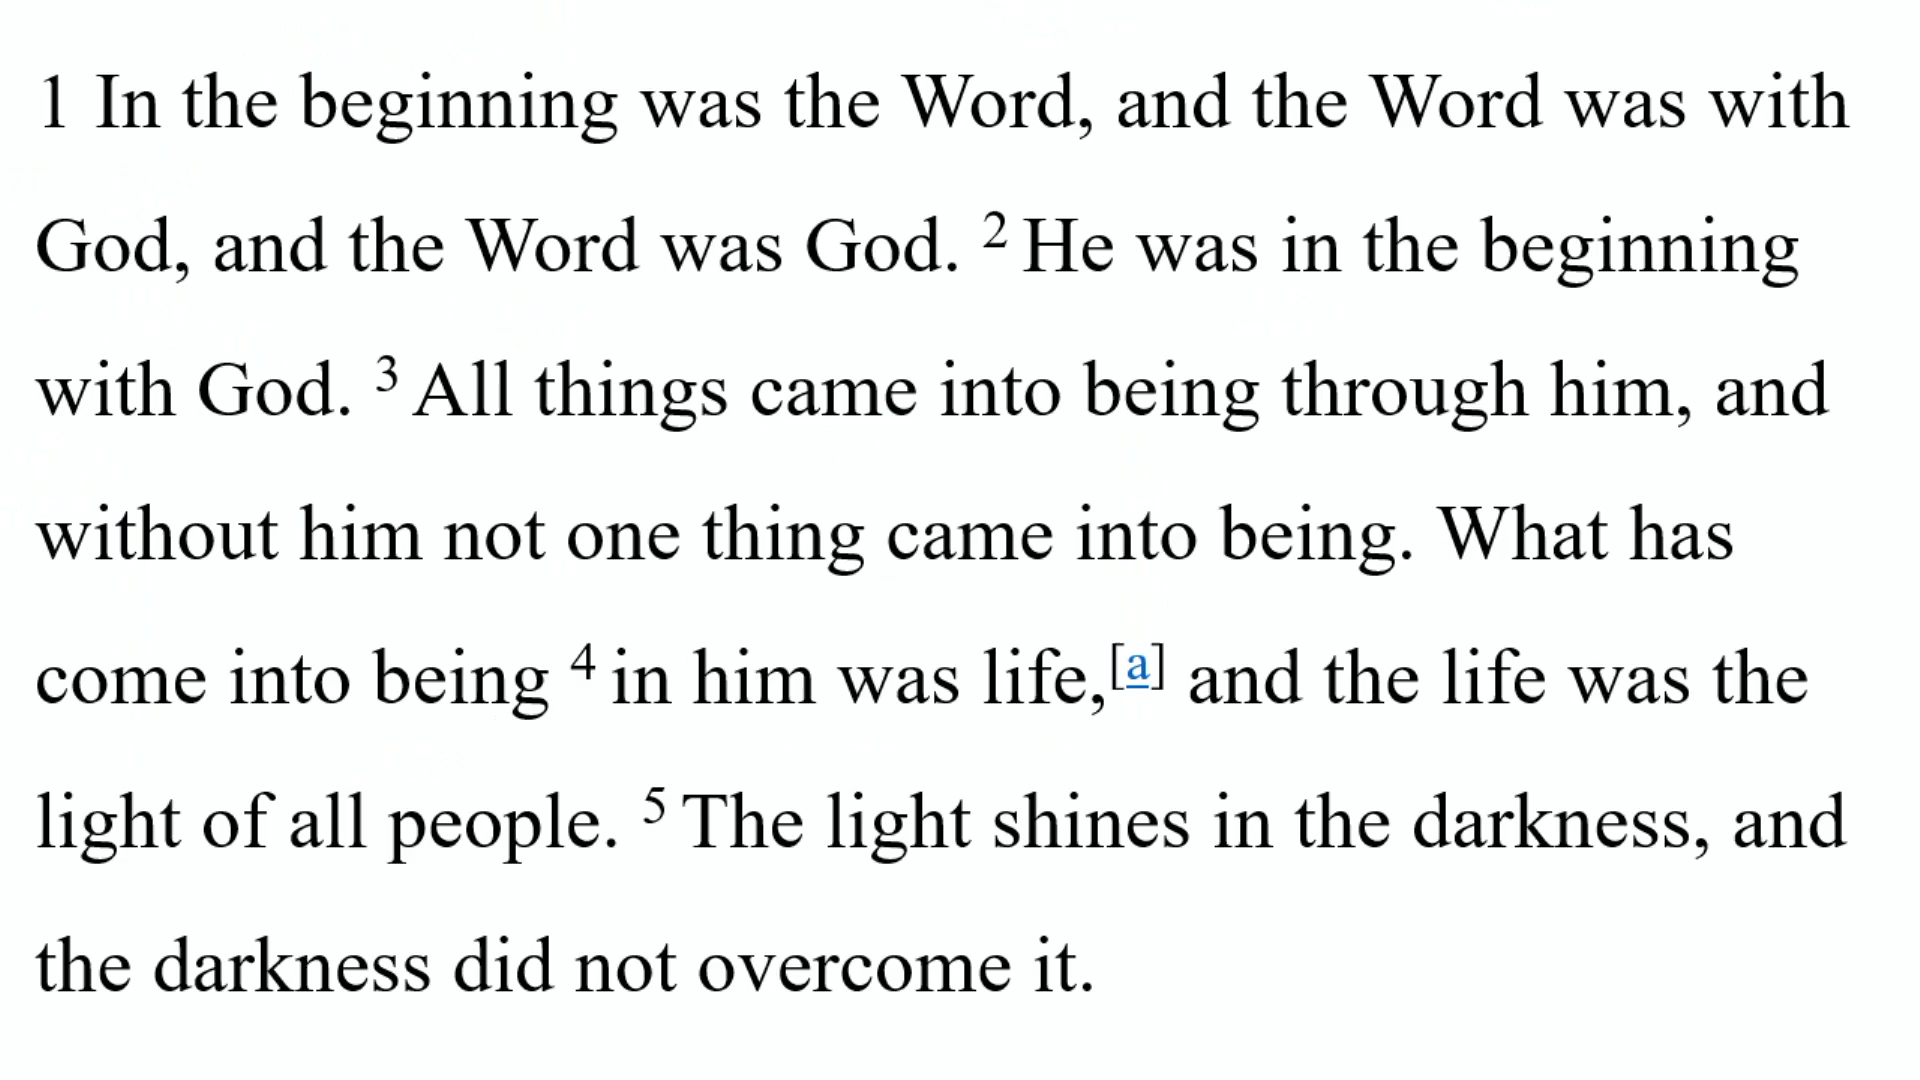 1 In the beginning was the Word, and the Word was with
God, and the Word was God. 2 He was in the beginning
with God. 3 All things came into being through him, and
without him not one thing came into being. What has
come into being 4 in him was life,[a] and the life was the
light of all people. 5 The light shines in the darkness, and
the darkness did not overcome it.